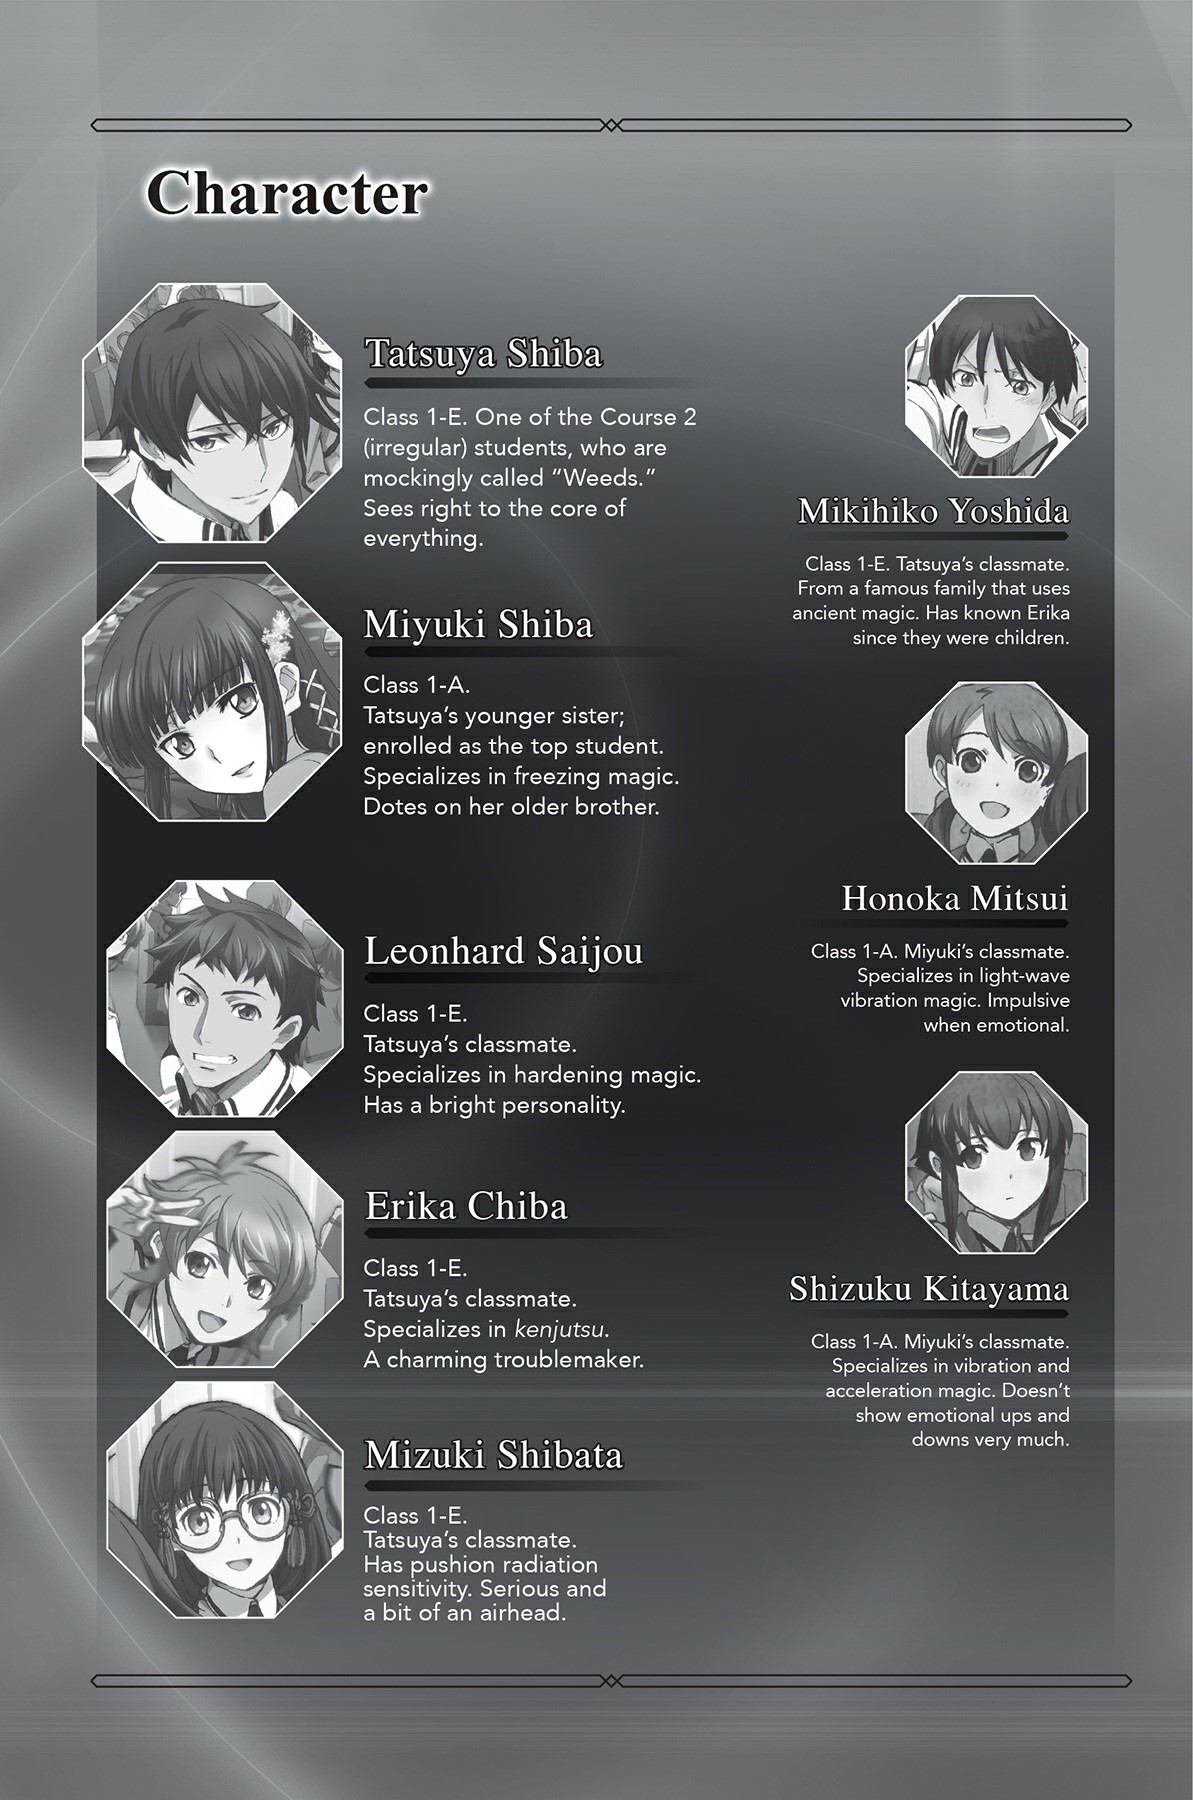 Character
Tatsuya Shiba
Class 1-E. One of the Course 2
(irregular) students, who are
mockingly called “Weeds.”
Sees right to the core of
everything.
Miyuki Shiba
Class 1-A.
Tatsuya’s younger sister;
enrolled as the top student.
Specializes in freezing magic.
Dotes on her older brother.
Leonhard Saijou
Class 1-E.
Tatsuya’s classmate.
Specializes in hardening magic.
Has a bright personality.
Erika Chiba
Class 1-E.
Tatsuya’s classmate.
Specializes in kenjutsu.
A charming troublemaker.
Mizuki Shibata
Class 1-E.
Tatsuya’s classmate.
Has pushion radiation
sensitivity. Serious and
a bit of an airhead.
Mikihiko Yoshida
Class 1-E. Tatsuya’s classmate.
From a famous family that uses
ancient magic. Has known Erika
since they were children.
Honoka Mitsui
Class 1-A. Miyuki’s classmate.
Specializes in light-wave
vibration magic. Impulsive
when emotional.
Shizuku Kitayama
Class 1-A. Miyuki’s classmate.
Specializes in vibration and
acceleration magic. Doesn’t
show emotional ups and
downs very much.